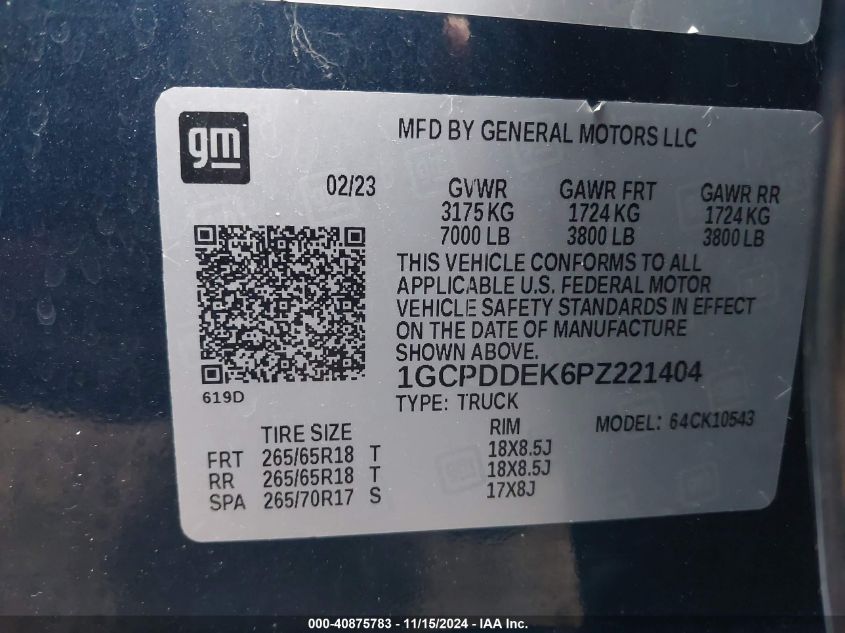 gm
MFD BY GENERAL MOTORS LLC
02/23
GVWR GAWR FRT GAWR RR
3175 KG 1724 KG 1724 KG
7000 LB 3800 LB 3800 LB
THIS VEHICLE CONFORMS TO ALL
APPLICABLE U.S. FEDERAL MOTOR
VEHICLE SAFETY STANDARDS IN EFFECT
ON THE DATE OF MANUFACTURE
SHOWN ABOVE.
619D
1GCPDDEK6PZ221404
TYPE: TRUCK
MODEL: 64CK10543
TIRE SIZE RIM
FRT 265/65R18 T 18X8.5J
RR 265/65R18 T 18X8.5J
SPA 265/70R17 S 17X8J
000-40875783 - 11/15/2024 - IAA Inc.